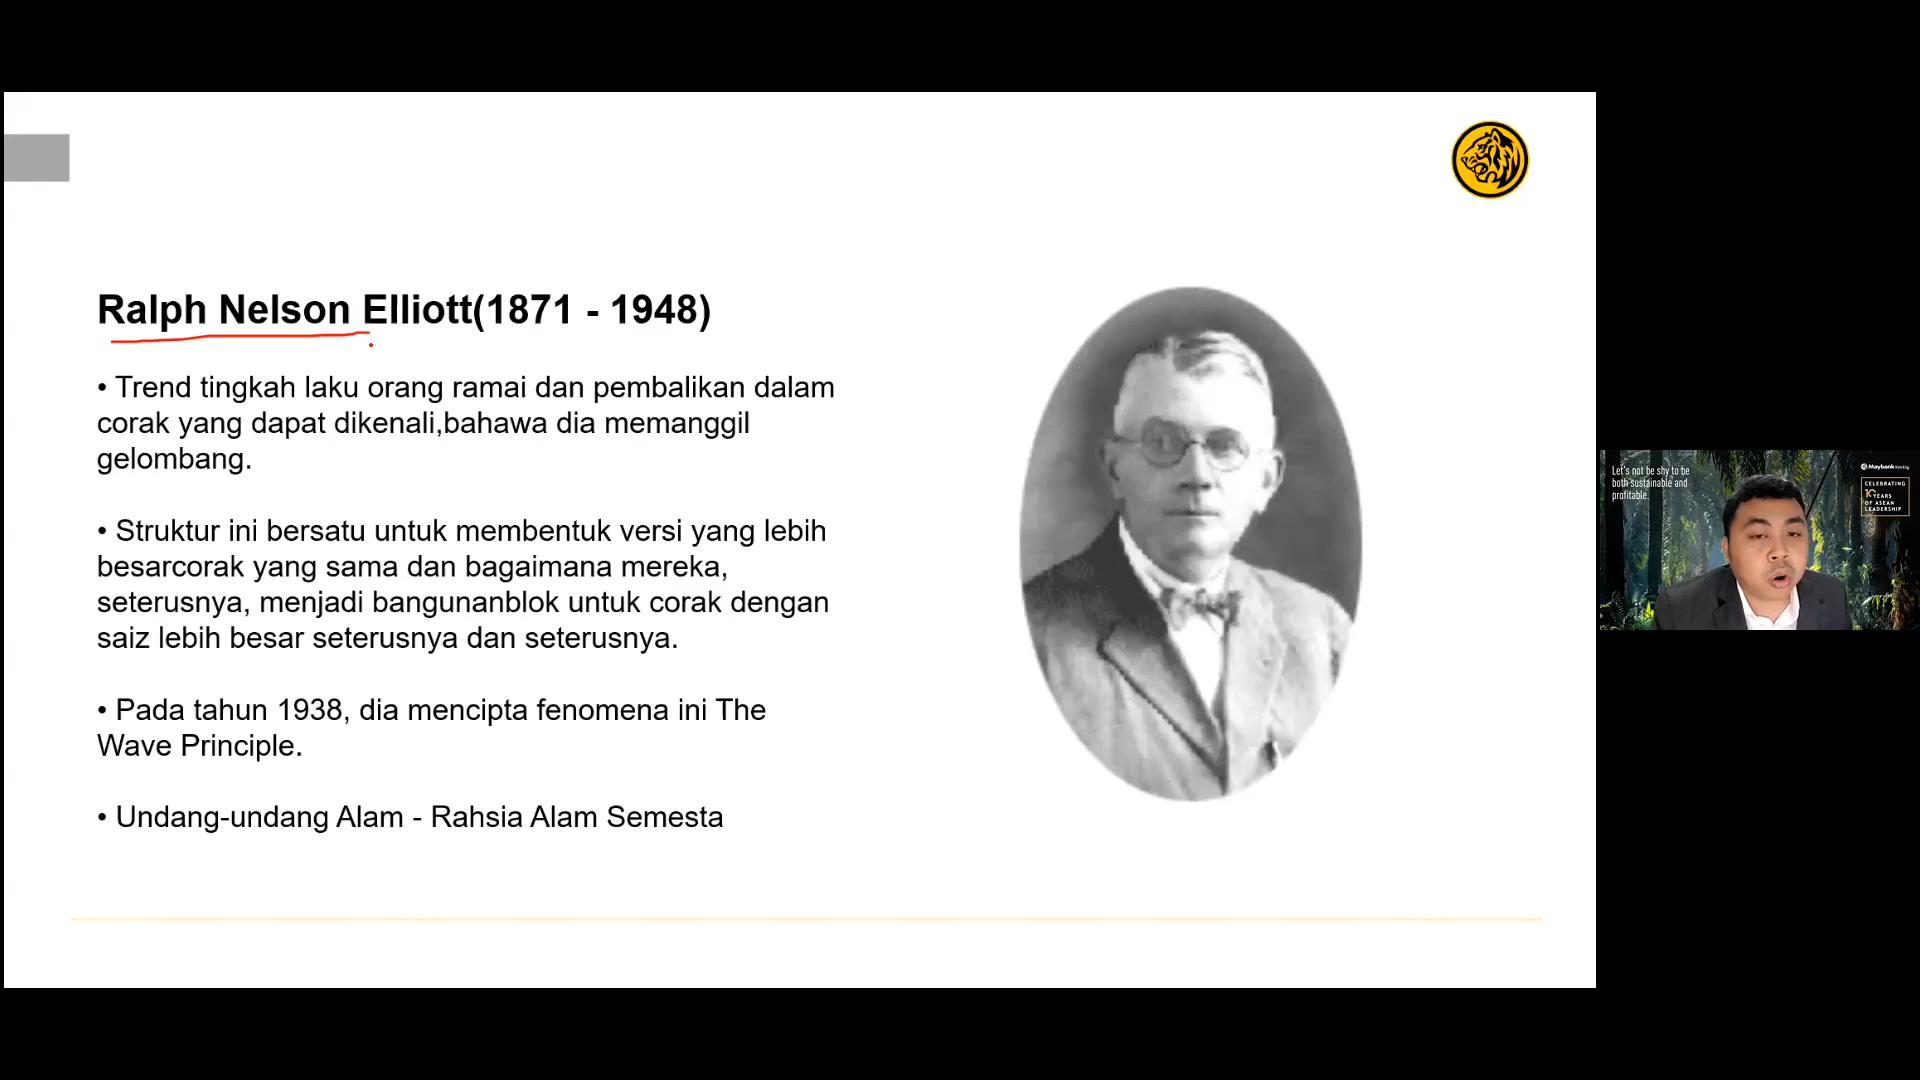 Ralph Nelson Elliott(1871 - 1948)
• Trend tingkah laku orang ramai dan pembalikan dalam
corak yang dapat dikenali,bahawa dia memanggil
gelombang.
• Struktur ini bersatu untuk membentuk versi yang lebih
besarcorak yang sama dan bagaimana mereka,
seterusnya, menjadi bangunanblok untuk corak dengan
saiz lebih besar seterusnya dan seterusnya.
• Pada tahun 1938, dia mencipta fenomena ini The
Wave Principle.
• Undang-undang Alam - Rahsia Alam Semesta
Let's not be shy to be
both sustainable and
profitable.
Maybank Kim Eng
CELEBRATING
10 YEARS
OF ASEAN
LEADERSHIP